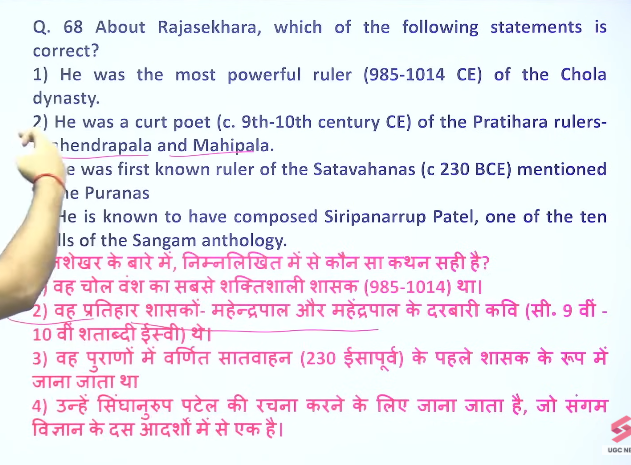 Q. 68 About Rajasekhara, which of the following statements is
correct?
1) He was the most powerful ruler (985-1014 CE) of the Chola
dynasty.
2) He was a curt poet (c. 9th-10th century CE) of the Pratihara rulers-
hendrapala and Mahipala.
e was first known ruler of the Satavahanas (c 230 BCE) mentioned
e Puranas
He is known to have composed Siripanarrup Patel, one of the ten
lls of the Sangam anthology.
जशेखर के बारे में, निम्नलिखित में से कौन सा कथन सही है?
) वह चोल वंश का सबसे शक्तिशाली शासक (985-1014) था।
2) वह प्रतिहार शासकों- महेन्द्रपाल और महेंद्रपाल के दरबारी कवि (सी. 9 वीं -
10 वीं शताब्दी ईस्वी) थे।
3) वह पुराणों में वर्णित सातवाहन (230 ईसापूर्व) के पहले शासक के रूप में
जाना जाता था
4) उन्हें सिंघानुरुप पटेल की रचना करने के लिए जाना जाता है, जो संगम
विज्ञान के दस आदर्शों में से एक है।
UGC NE